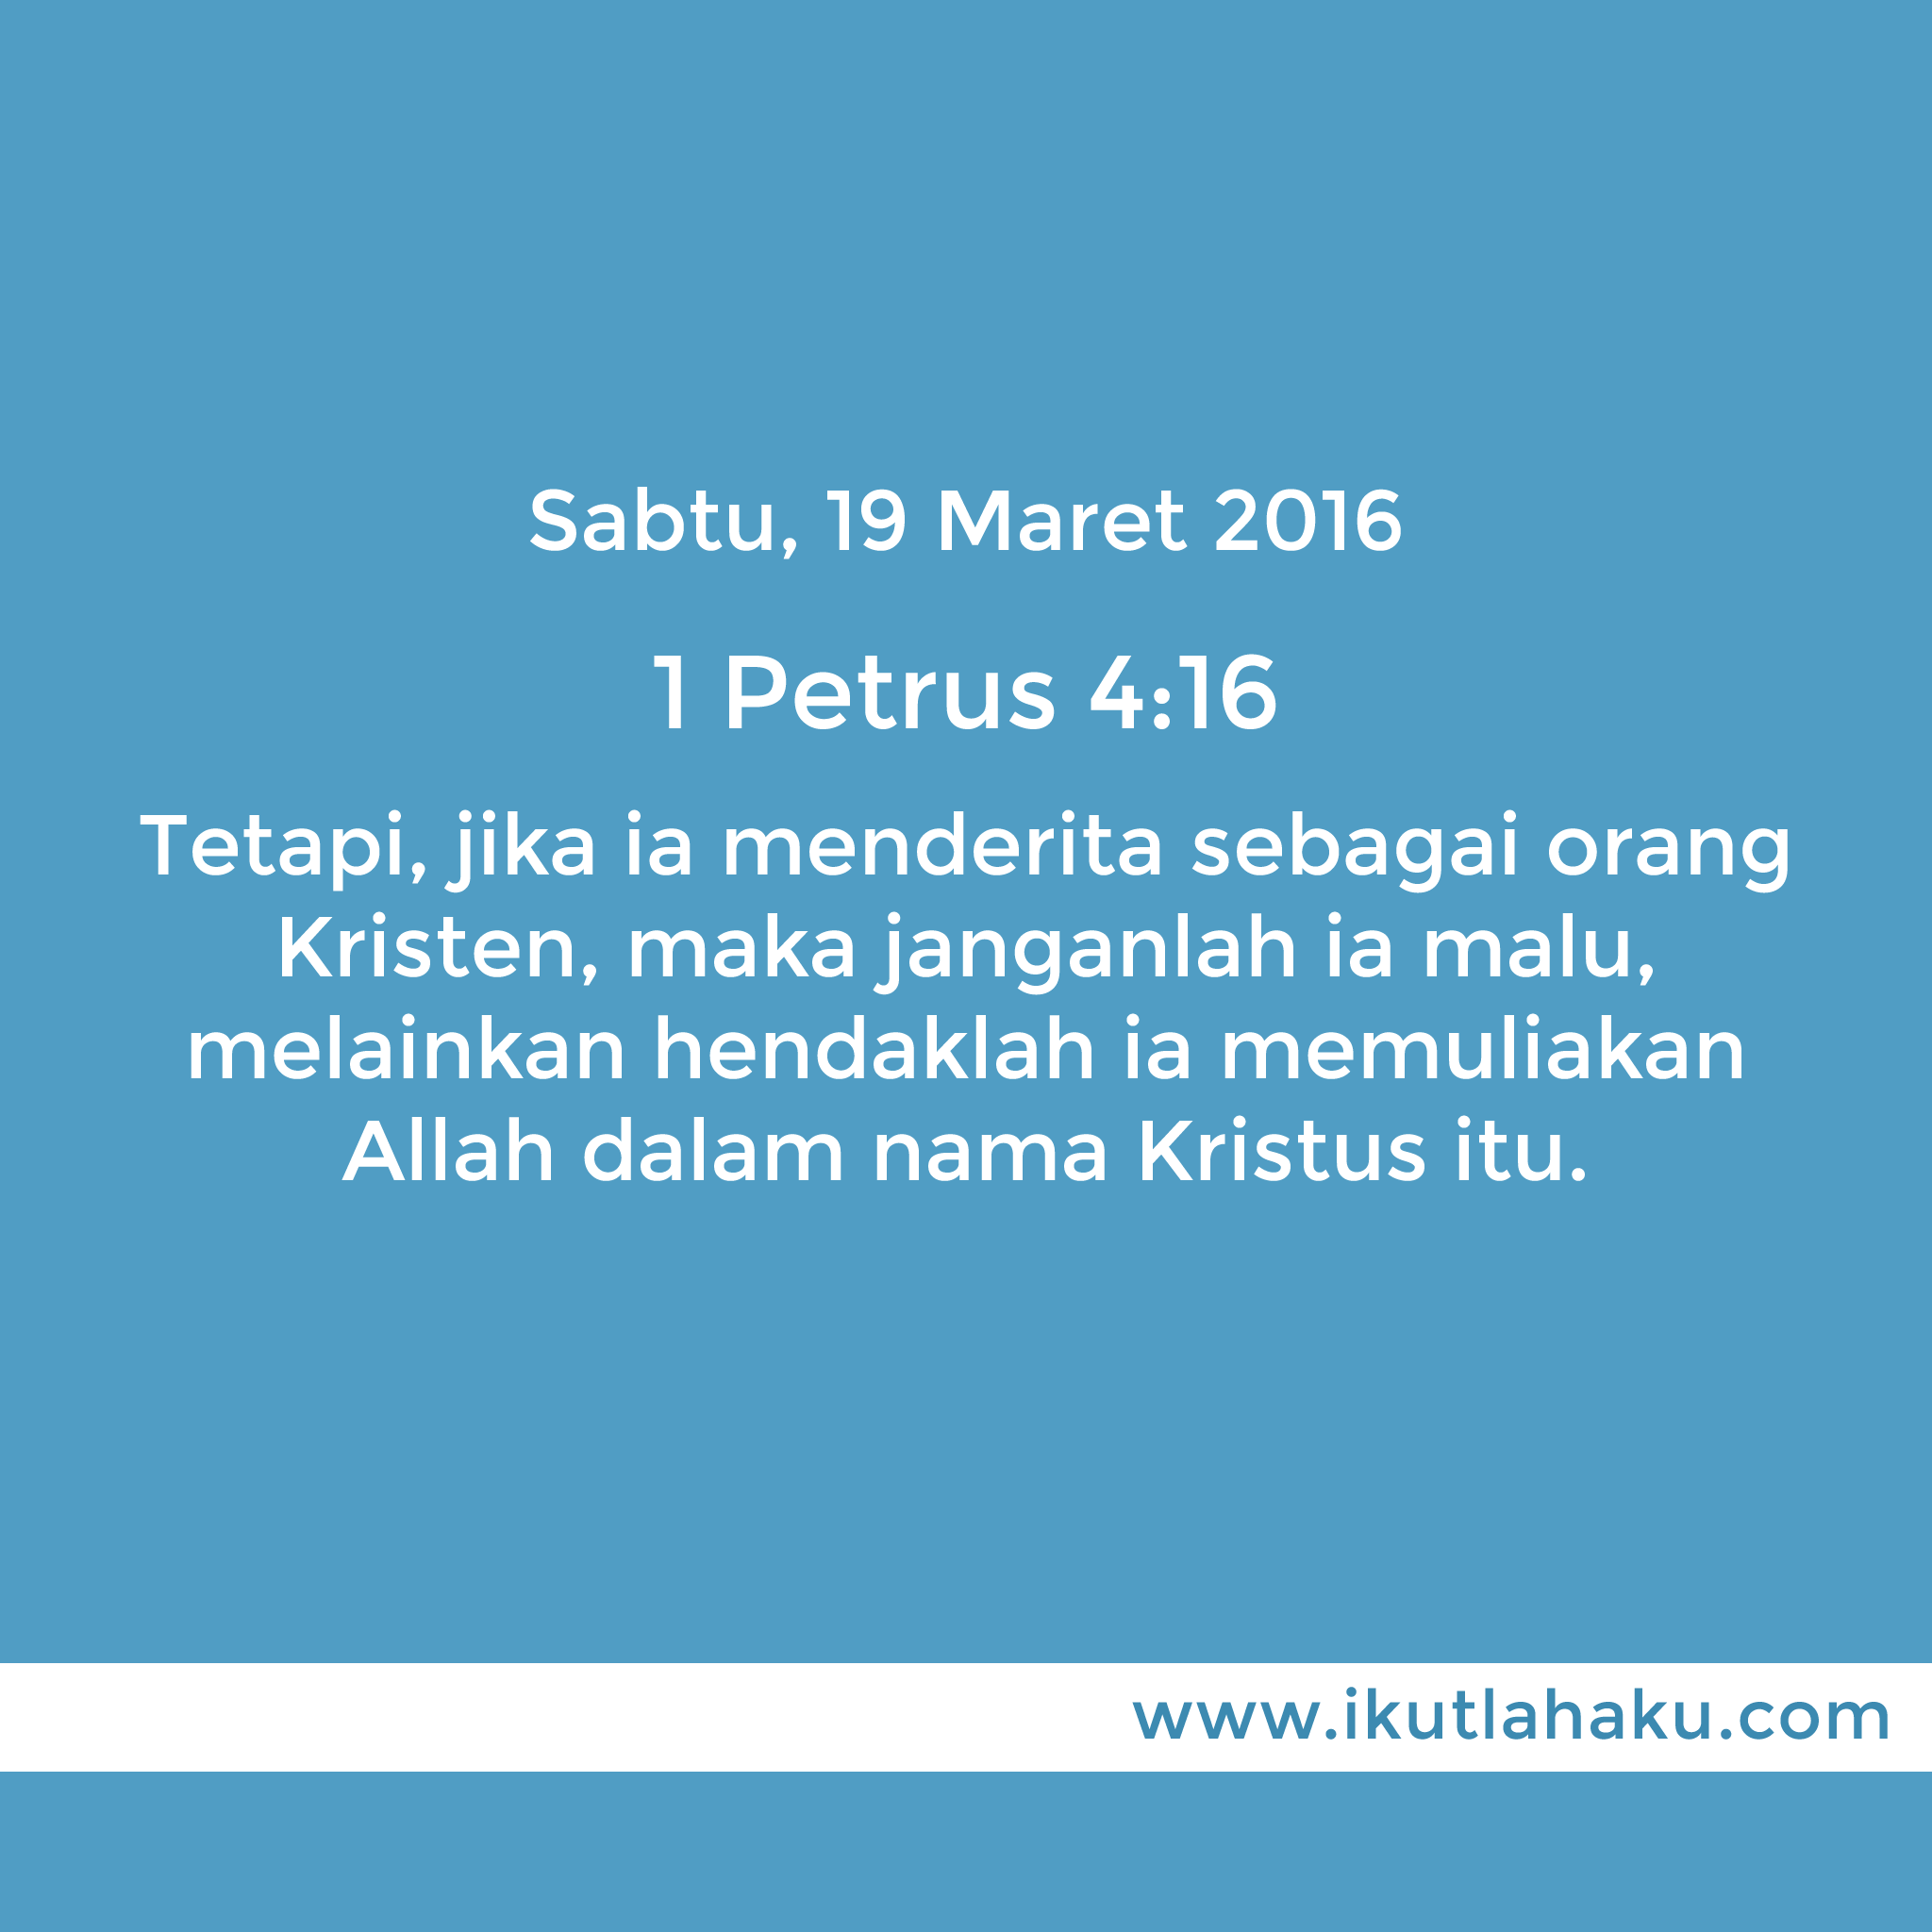 Sabtu, 19 Maret 2016
1 Petrus 4:16
Tetapi, jika ia menderita sebagai orang
Kristen, maka janganlah ia malu,
melainkan hendaklah ia memuliakan
Allah dalam nama Kristus itu.
www.ikutlahaku.com